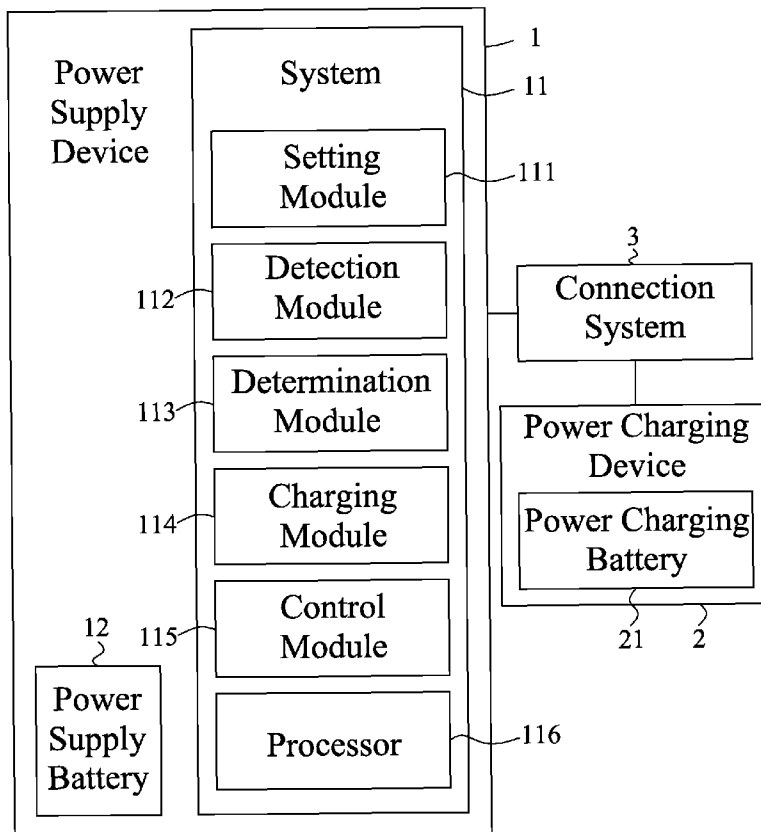 1
Power
Supply
Device
System
11
Setting
Module
111
Detection
Module
112
Determination
Module
113
Charging
Module
114
Control
Module
115
Processor
116
12
Power
Supply
Battery
3
Connection
System
Power Charging
Device
Power Charging
Battery
21
2